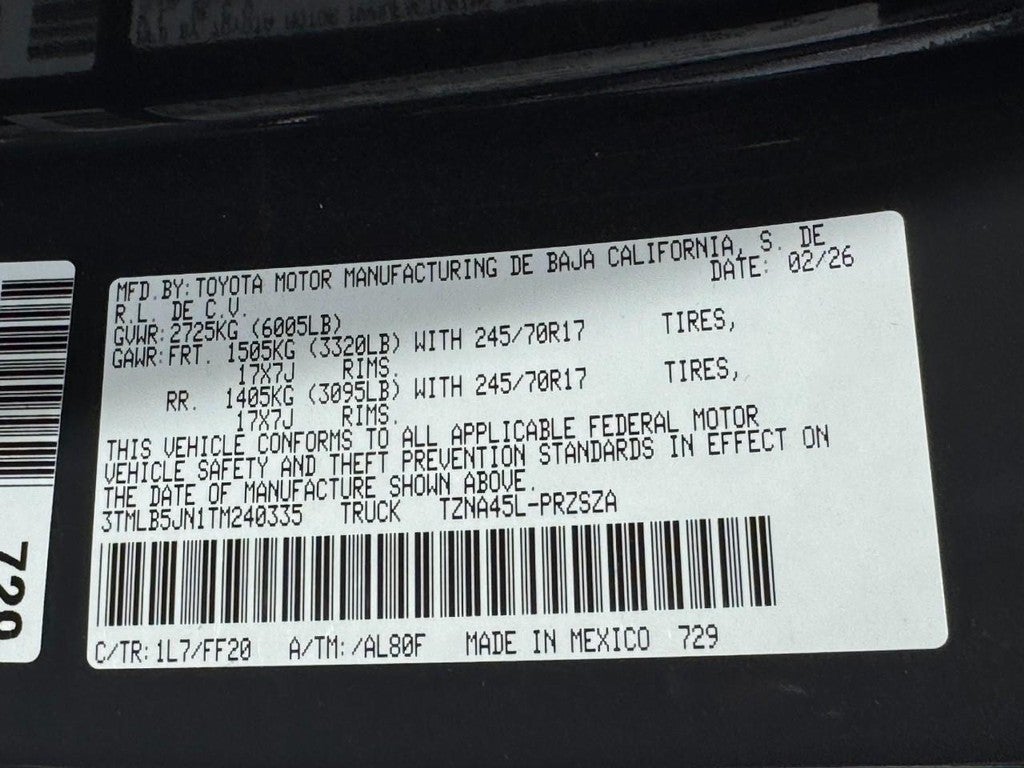 MFD.BY:TOYOTA MOTOR MANUFACTURING DE BAJA CALIFORNIA, S. DE
R.L. DE C.V. DATE: 02/26
GVWR:2725KG (6005LB)
GAWR:FRT. 1505KG (3320LB) WITH 245/70R17 TIRES,
17X7J RIMS.
RR. 1405KG (3095LB) WITH 245/70R17 TIRES,
17X7J RIMS.
THIS VEHICLE CONFORMS TO ALL APPLICABLE FEDERAL MOTOR
VEHICLE SAFETY AND THEFT PREVENTION STANDARDS IN EFFECT ON
THE DATE OF MANUFACTURE SHOWN ABOVE.
3TMLB5JN1TM240335 TRUCK TZNA45L-PRZSZA
C/TR:1L7/FF20 A/TM:/AL80F MADE IN MEXICO 729
729